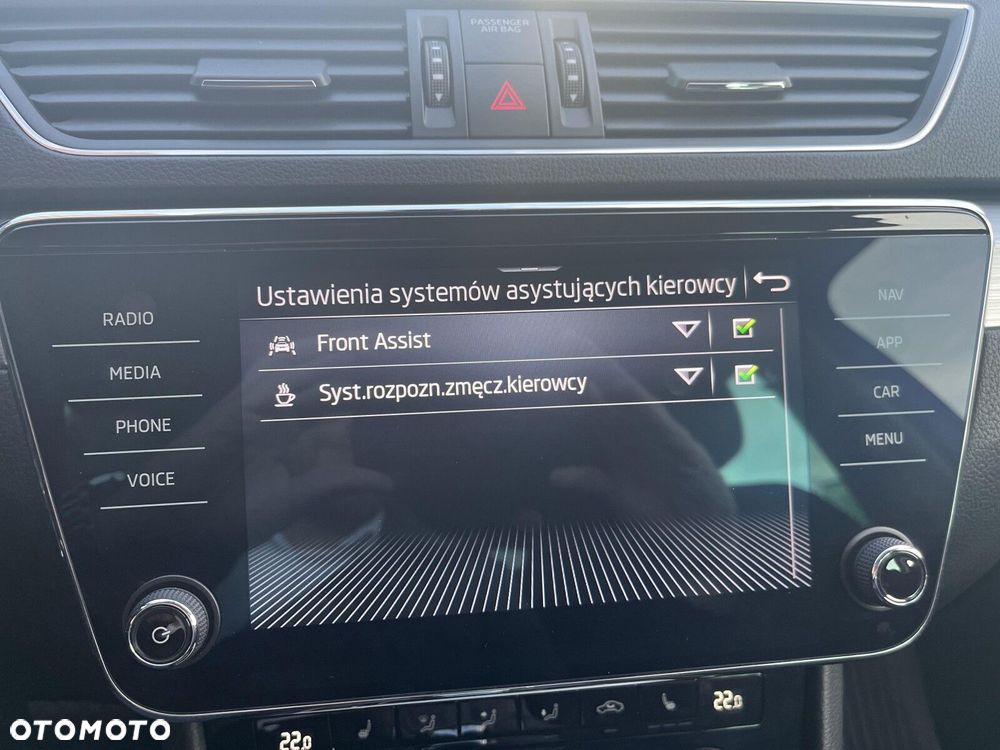 PASSENGER
AIR BAG
Ustawienia systemów asystujących kierowcy
RADIO
MEDIA
PHONE
VOICE
Front Assist
Syst.rozpozn.zmęcz.kierowcy
NAV
APP
CAR
MENU
22.0
22.0
OTOMOTO